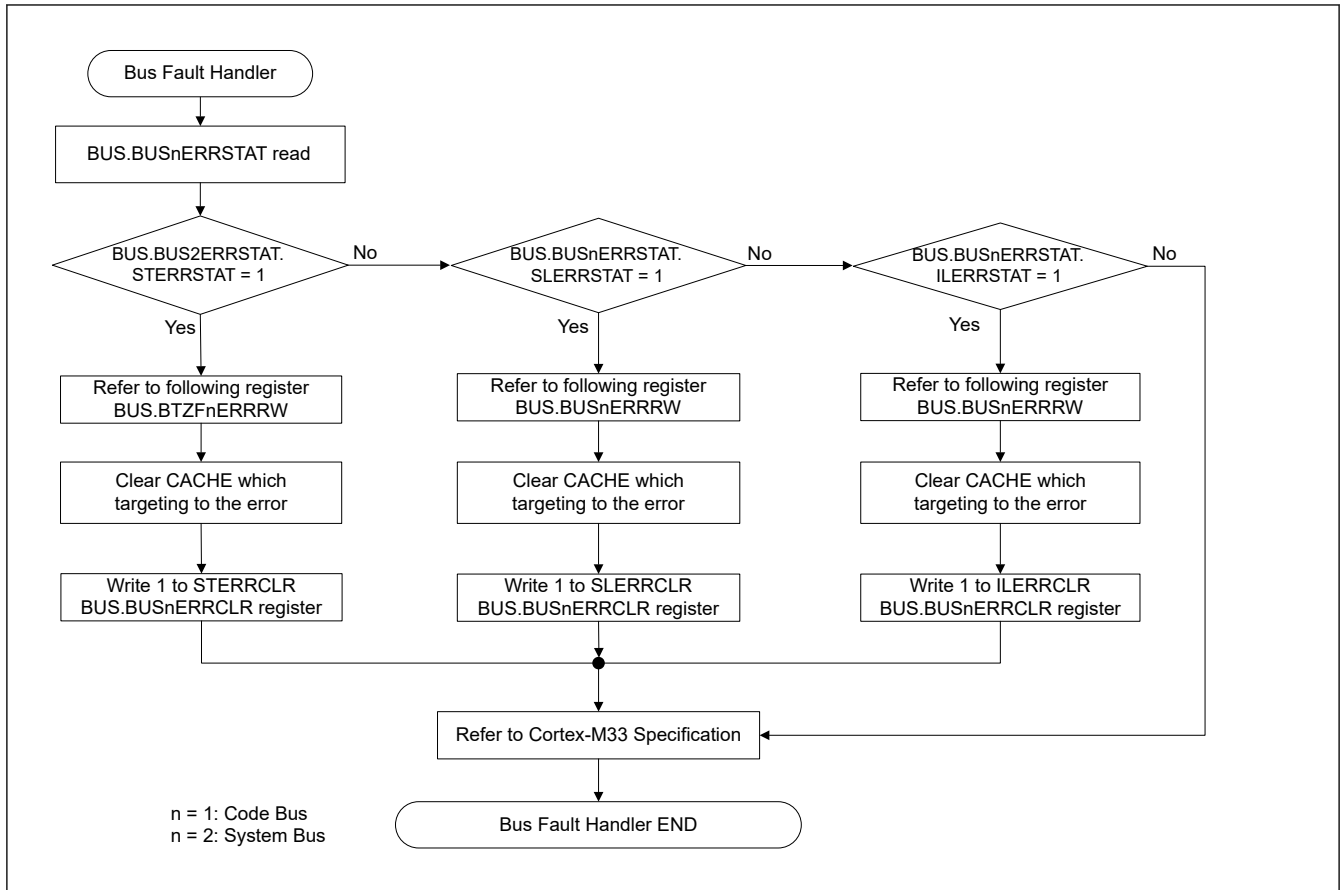 Bus Fault Handler
BUS.BUSnERRSTAT read
BUS.BUS2ERRSTAT.
STERRSTAT = 1
No
BUS.BUSnERRSTAT.
SLERRSTAT = 1
No
BUS.BUSnERRSTAT.
ILERRSTAT = 1
No
Yes
Yes
Yes
Refer to following register
BUS.BTZFnERRRW
Refer to following register
BUS.BUSnERRRW
Refer to following register
BUS.BUSnERRRW
Clear CACHE which
targeting to the error
Clear CACHE which
targeting to the error
Clear CACHE which
targeting to the error
Write 1 to STERRCLR
BUS.BUSnERRCLR register
Write 1 to SLERRCLR
BUS.BUSnERRCLR register
Write 1 to ILERRCLR
BUS.BUSnERRCLR register
Refer to Cortex-M33 Specification
n = 1: Code Bus
n = 2: System Bus
Bus Fault Handler END